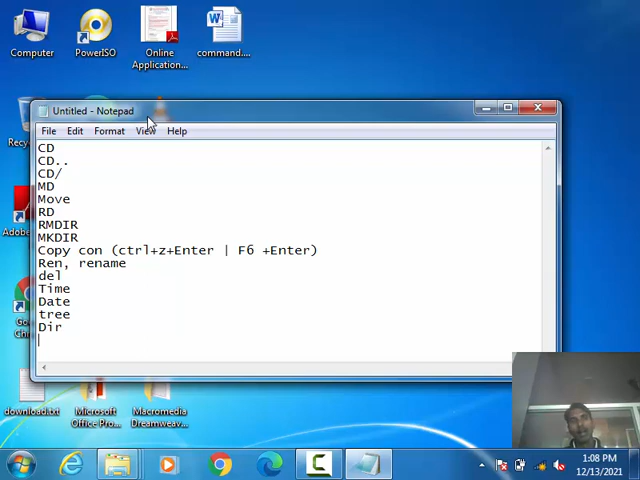 Computer
PowerISO
Online
Application...
command....
Untitled - Notepad
File Edit Format View Help
CD
CD..
CD/
MD
Move
RD
RMDIR
MKDIR
Copy con (ctrl+z+Enter | F6 +Enter)
Ren, rename
del
Time
Date
tree
Dir
download.txt
Microsoft
Office Pro...
Macromedia
Dreamweav...
1:08 PM
12/13/2021